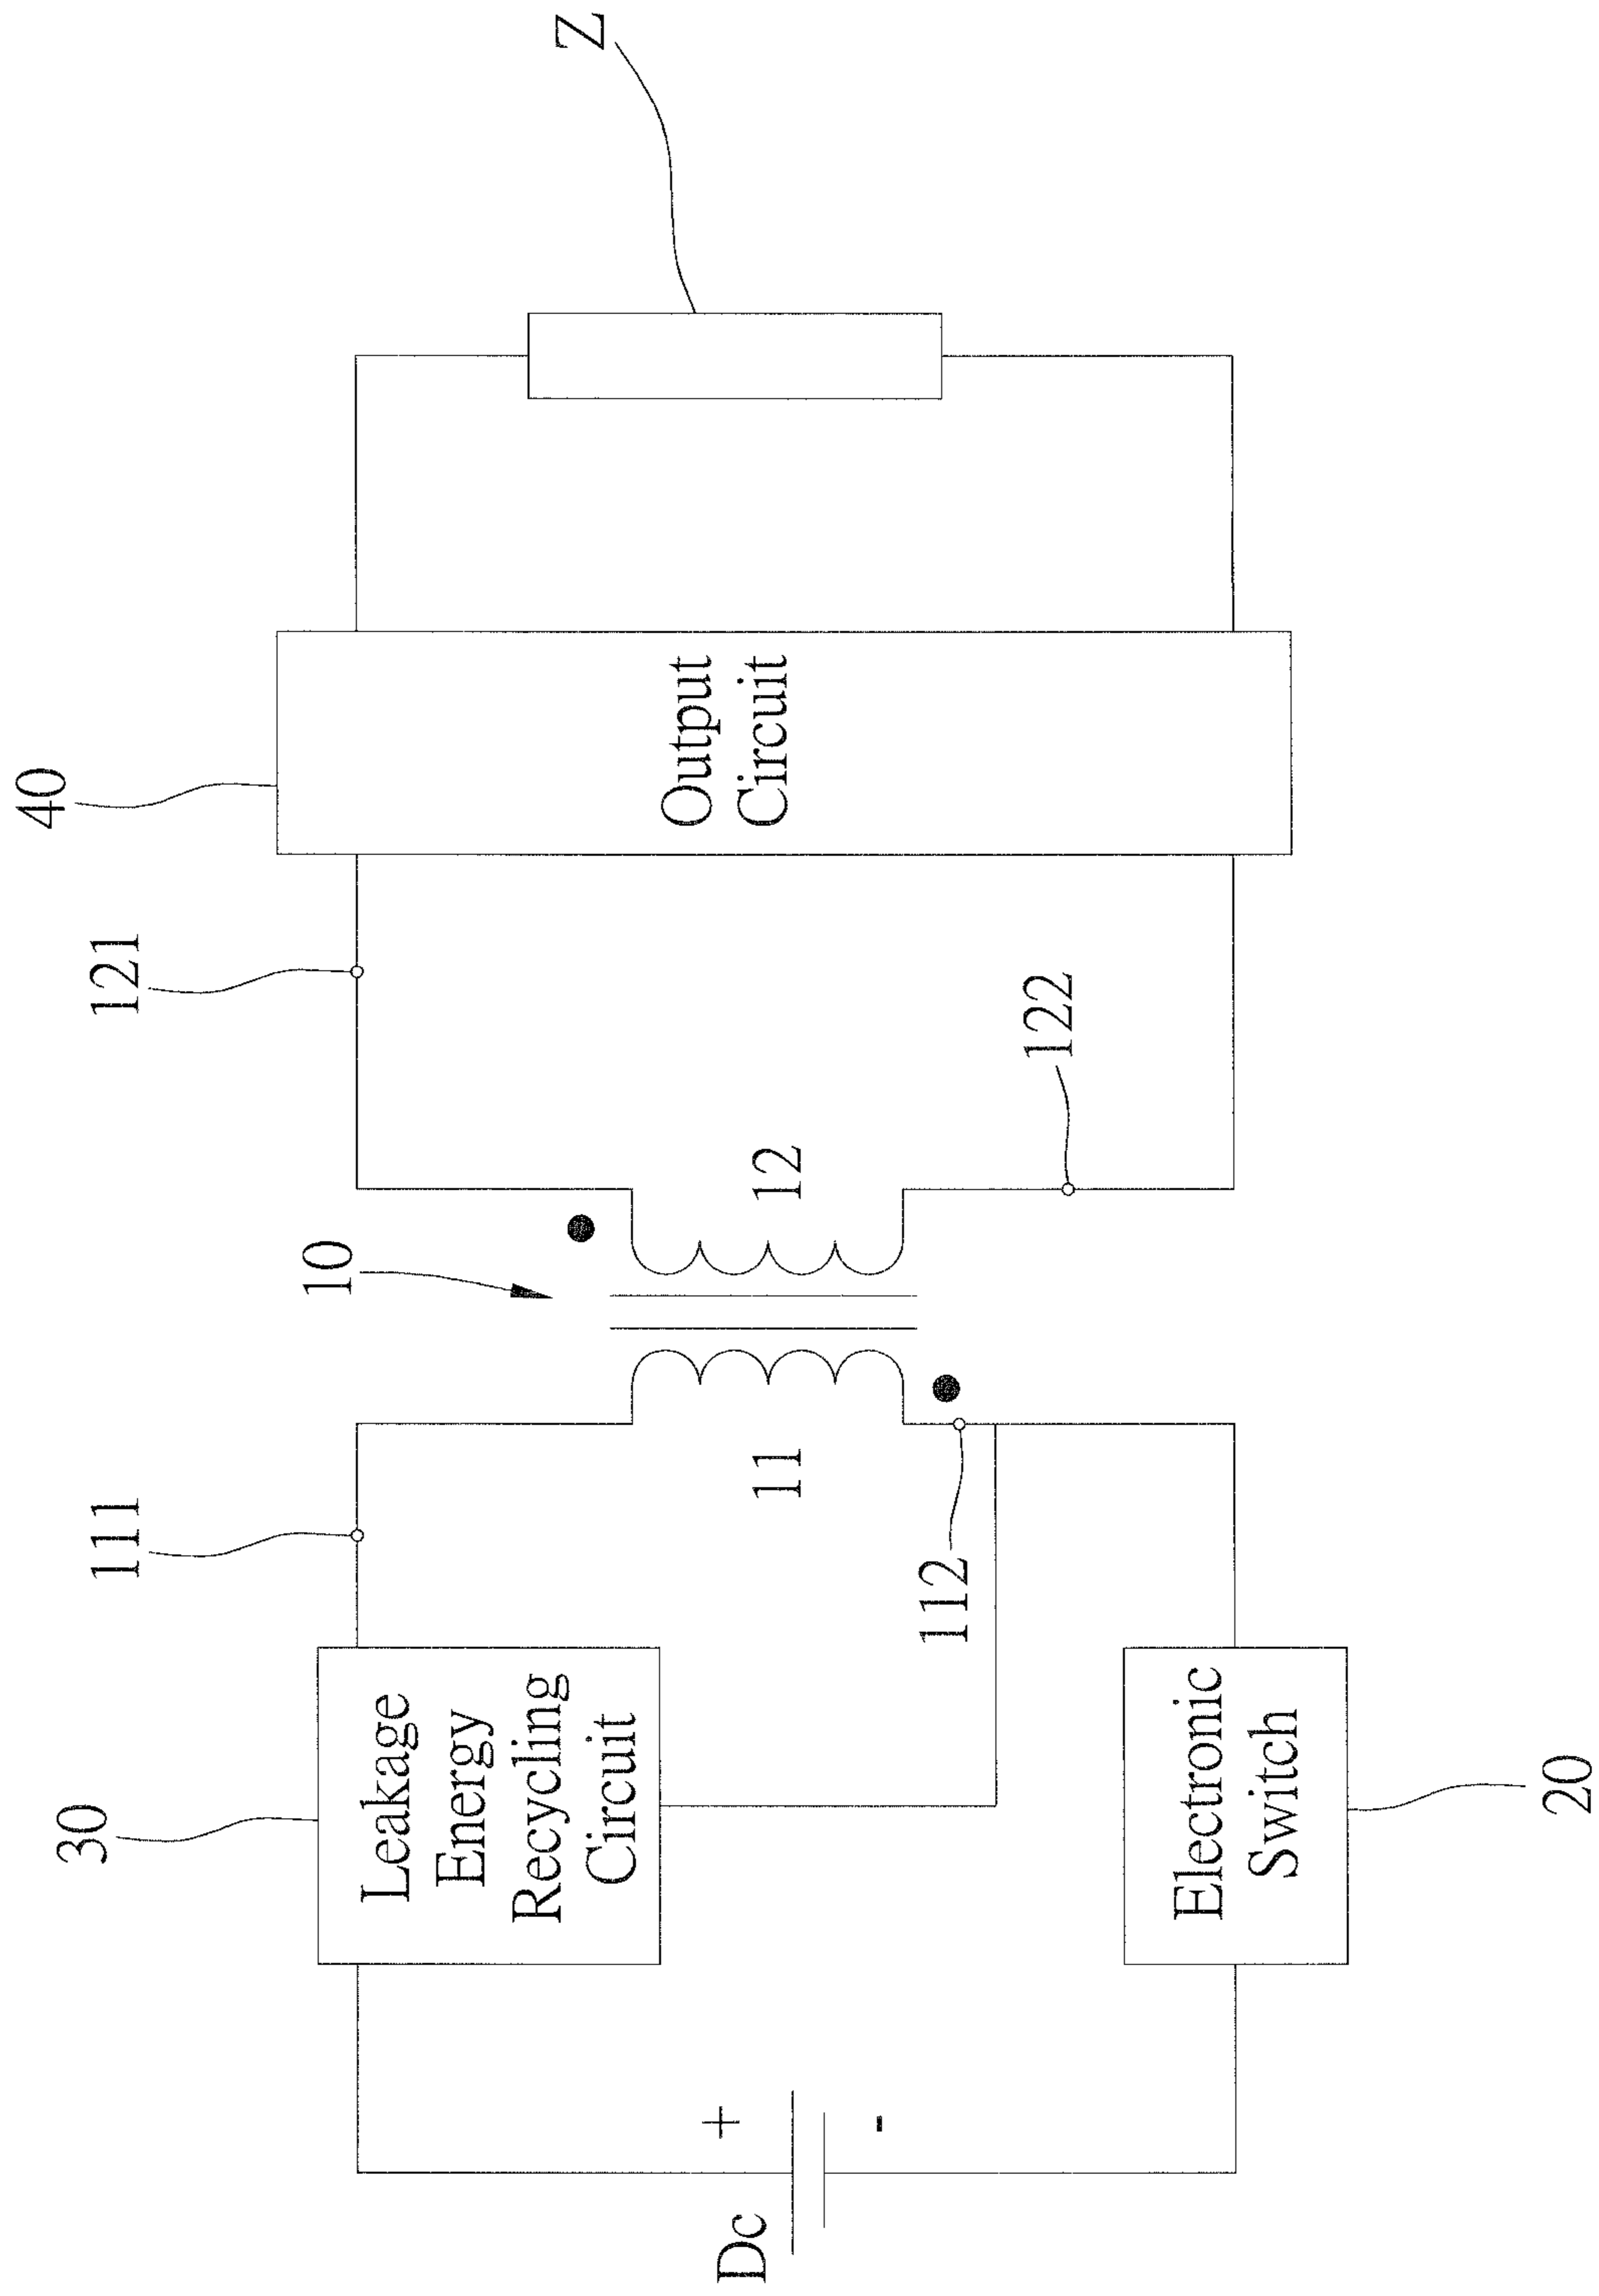 Dc
+
-
30
Leakage
Energy
Recycling
Circuit
Electronic
Switch
20
111
112
11
10
12
121
122
40
Output
Circuit
Z